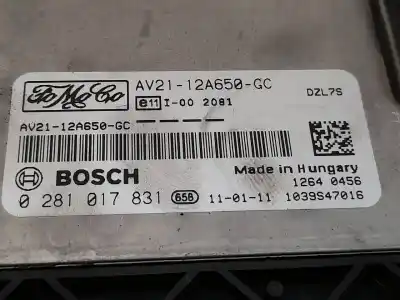 FoMoCo AV21-12A650-GC DZL7S
e11 I-00 2081
AV21-12A650-GC
BOSCH Made in Hungary
1264 0456
0 281 017 831 658 11-01-11 1039S47016